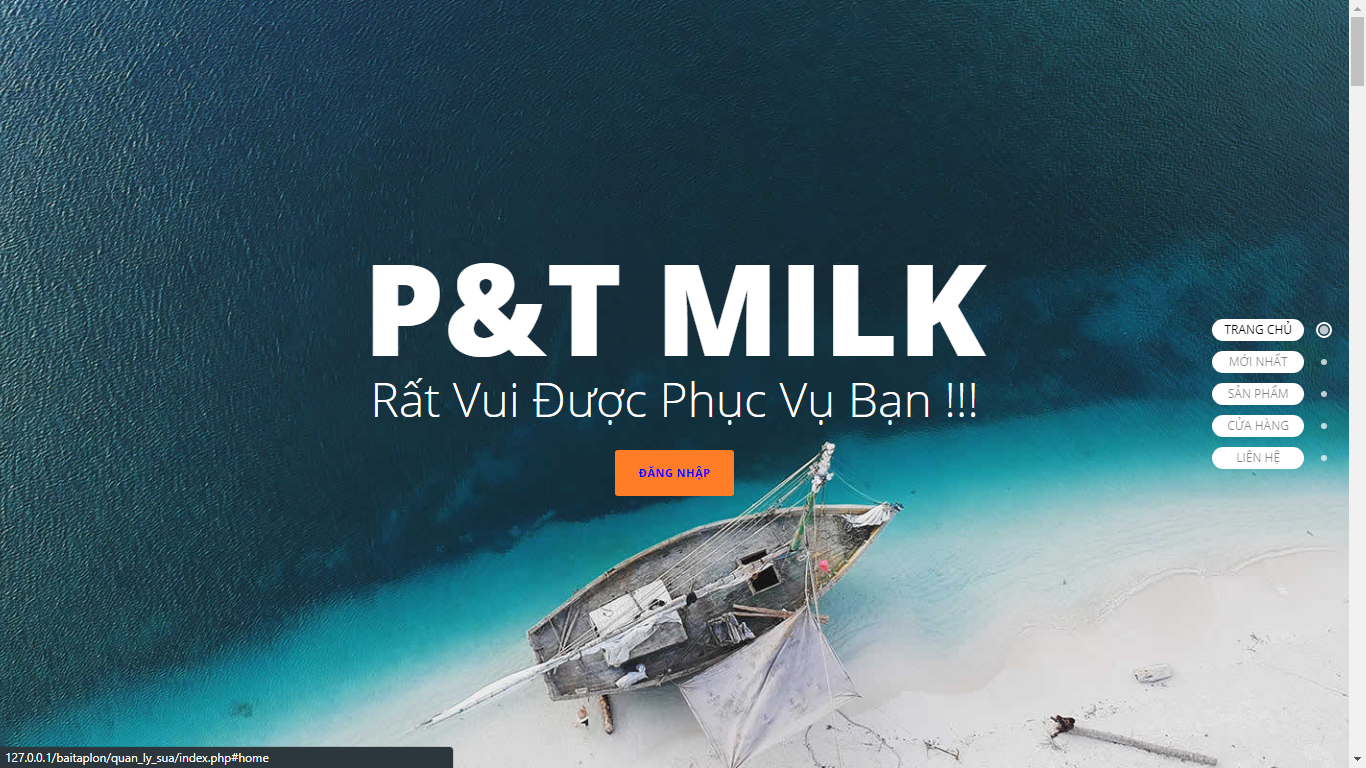 P&T MILK
Rất Vui Được Phục Vụ Bạn !!!
ĐĂNG NHẬP
TRANG CHỦ
MỚI NHẤT
SẢN PHẨM
CỬA HÀNG
LIÊN HỆ
127.0.0.1/baitaplon/quan_ly_sua/index.php#home